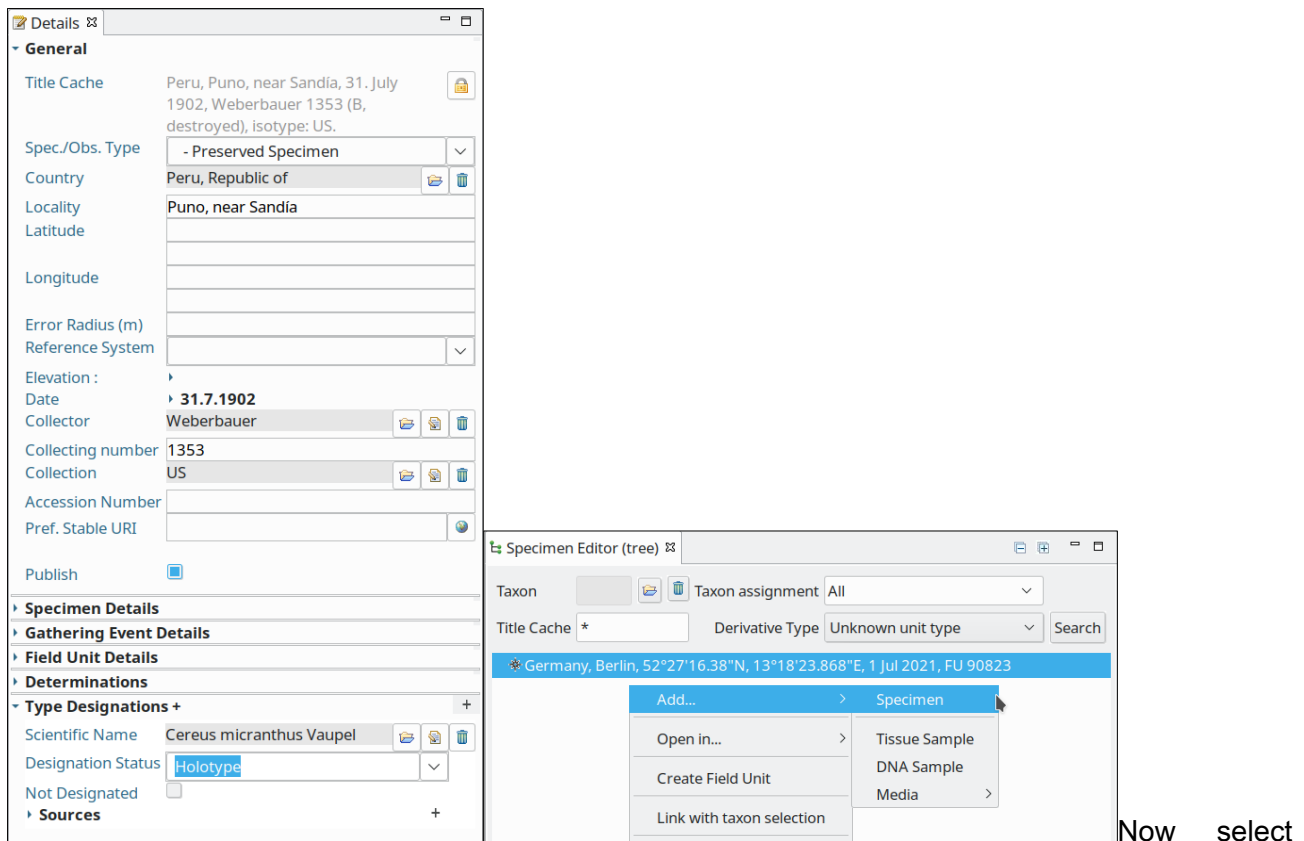 Details
General
Title Cache Peru, Puno, near Sandía, 31. July
1902, Weberbauer 1353 (B,
destroyed), isotype: US.
Spec./Obs. Type - Preserved Specimen
Country Peru, Republic of
Locality Puno, near Sandía
Latitude
Longitude
Error Radius (m)
Reference System
Elevation :
Date 31.7.1902
Collector Weberbauer
Collecting number 1353
Collection US
Accession Number
Pref. Stable URI
Publish
Specimen Details
Gathering Event Details
Field Unit Details
Determinations
Type Designations + +
Scientific Name Cereus micranthus Vaupel
Designation Status Holotype
Not Designated
Sources +
Specimen Editor (tree)
Taxon Taxon assignment All
Title Cache * Derivative Type Unknown unit type Search
Germany, Berlin, 52°27'16.38"N, 13°18'23.868"E, 1 Jul 2021, FU 90823
Add... > Specimen
Open in... > Tissue Sample
DNA Sample
Create Field Unit
Media >
Link with taxon selection
Now select